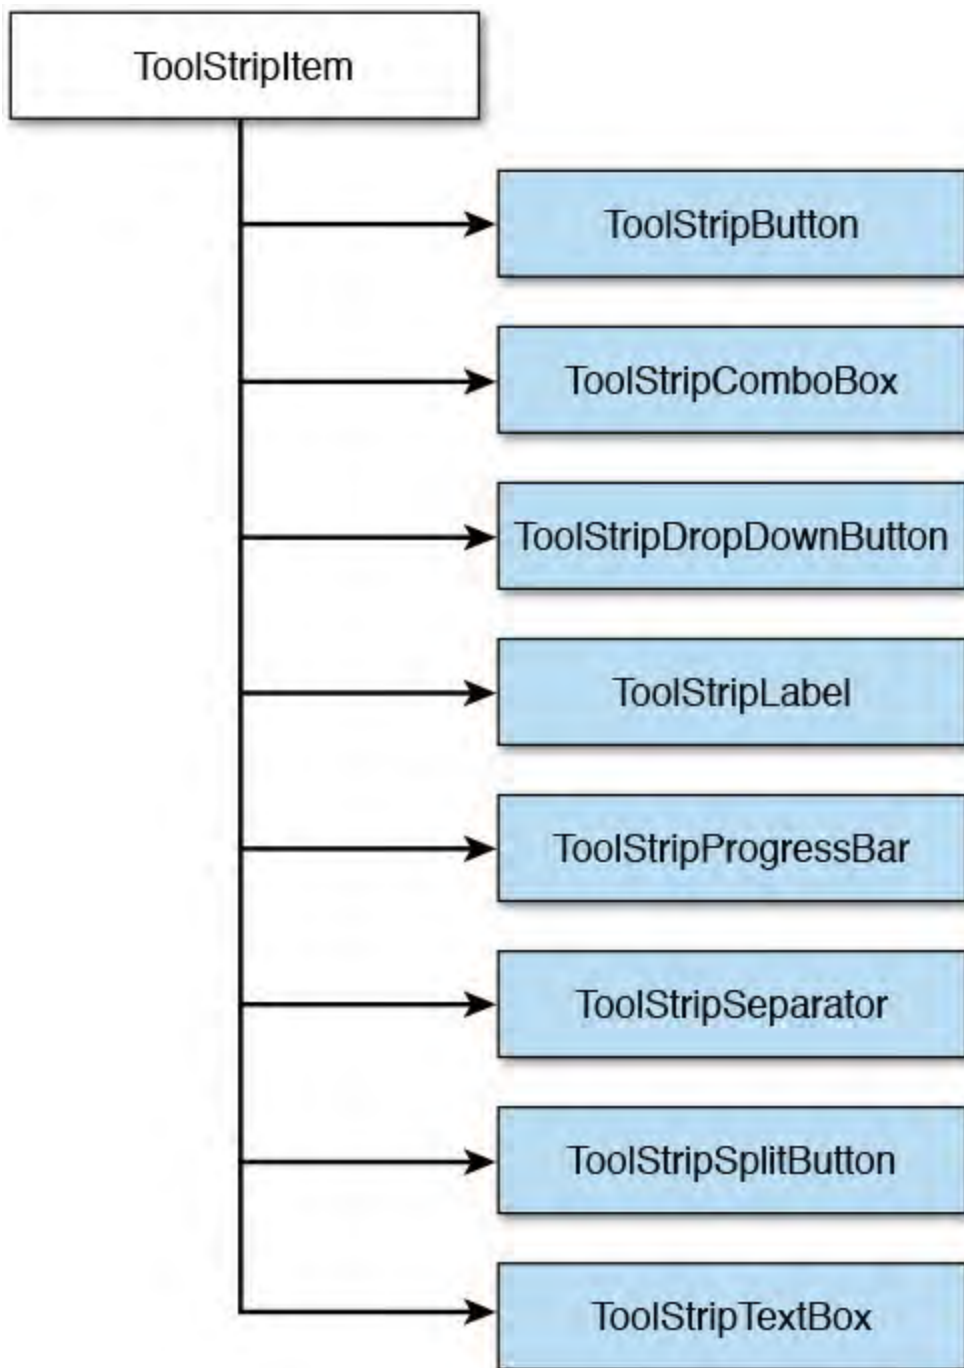 ToolStripItem
ToolStripButton
ToolStripComboBox
ToolStripDropDownButton
ToolStripLabel
ToolStripProgressBar
ToolStripSeparator
ToolStripSplitButton
ToolStripTextBox